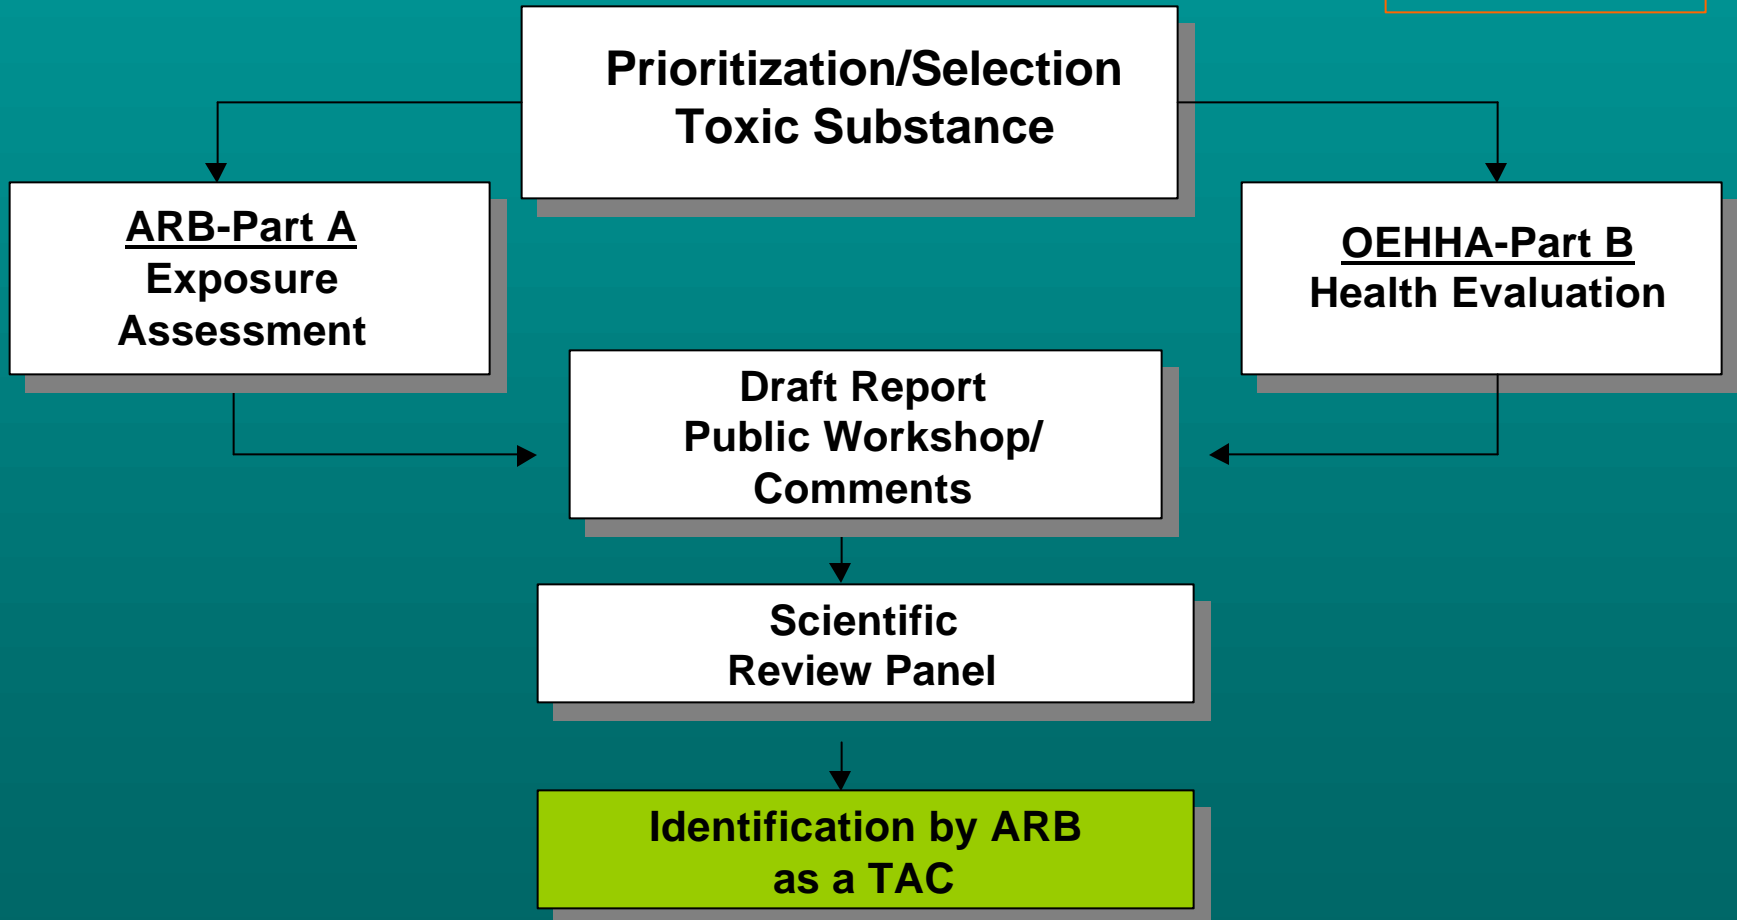 Prioritization/Selection
Toxic Substance
ARB-Part A
Exposure
Assessment
OEHHA-Part B
Health Evaluation
Draft Report
Public Workshop/
Comments
Scientific
Review Panel
Identification by ARB
as a TAC